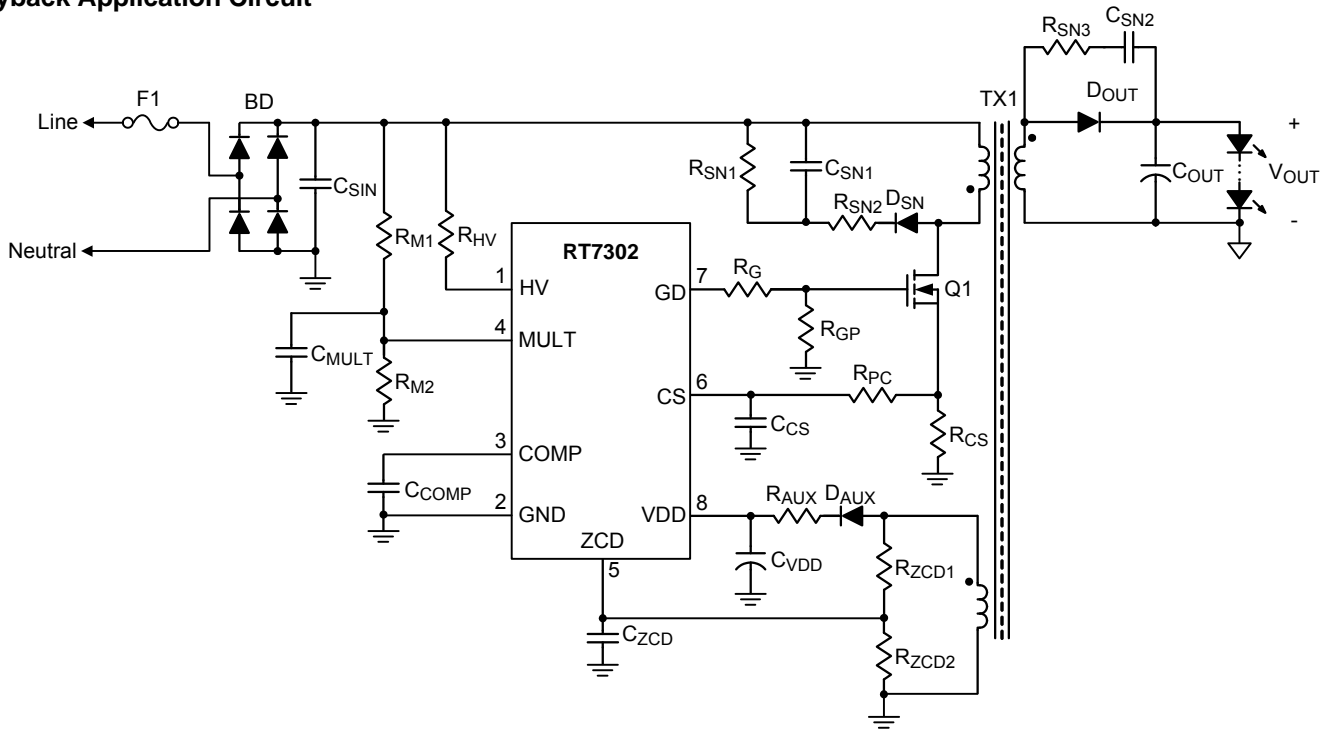 yback Application Circuit
F1
BD
Line
Neutral
CSIN
RM1
RHV
CMULT
RM2
CCOMP
RT7302
1
HV
4
MULT
3
COMP
2
GND
ZCD
5
7
GD
6
CS
8
VDD
CZCD
RSN1
CSN1
RSN2
DSN
RG
RGP
Q1
RPC
CCS
RCS
RAUX
DAUX
CVDD
RZCD1
RZCD2
TX1
RSN3
CSN2
DOUT
COUT
+
VOUT
-